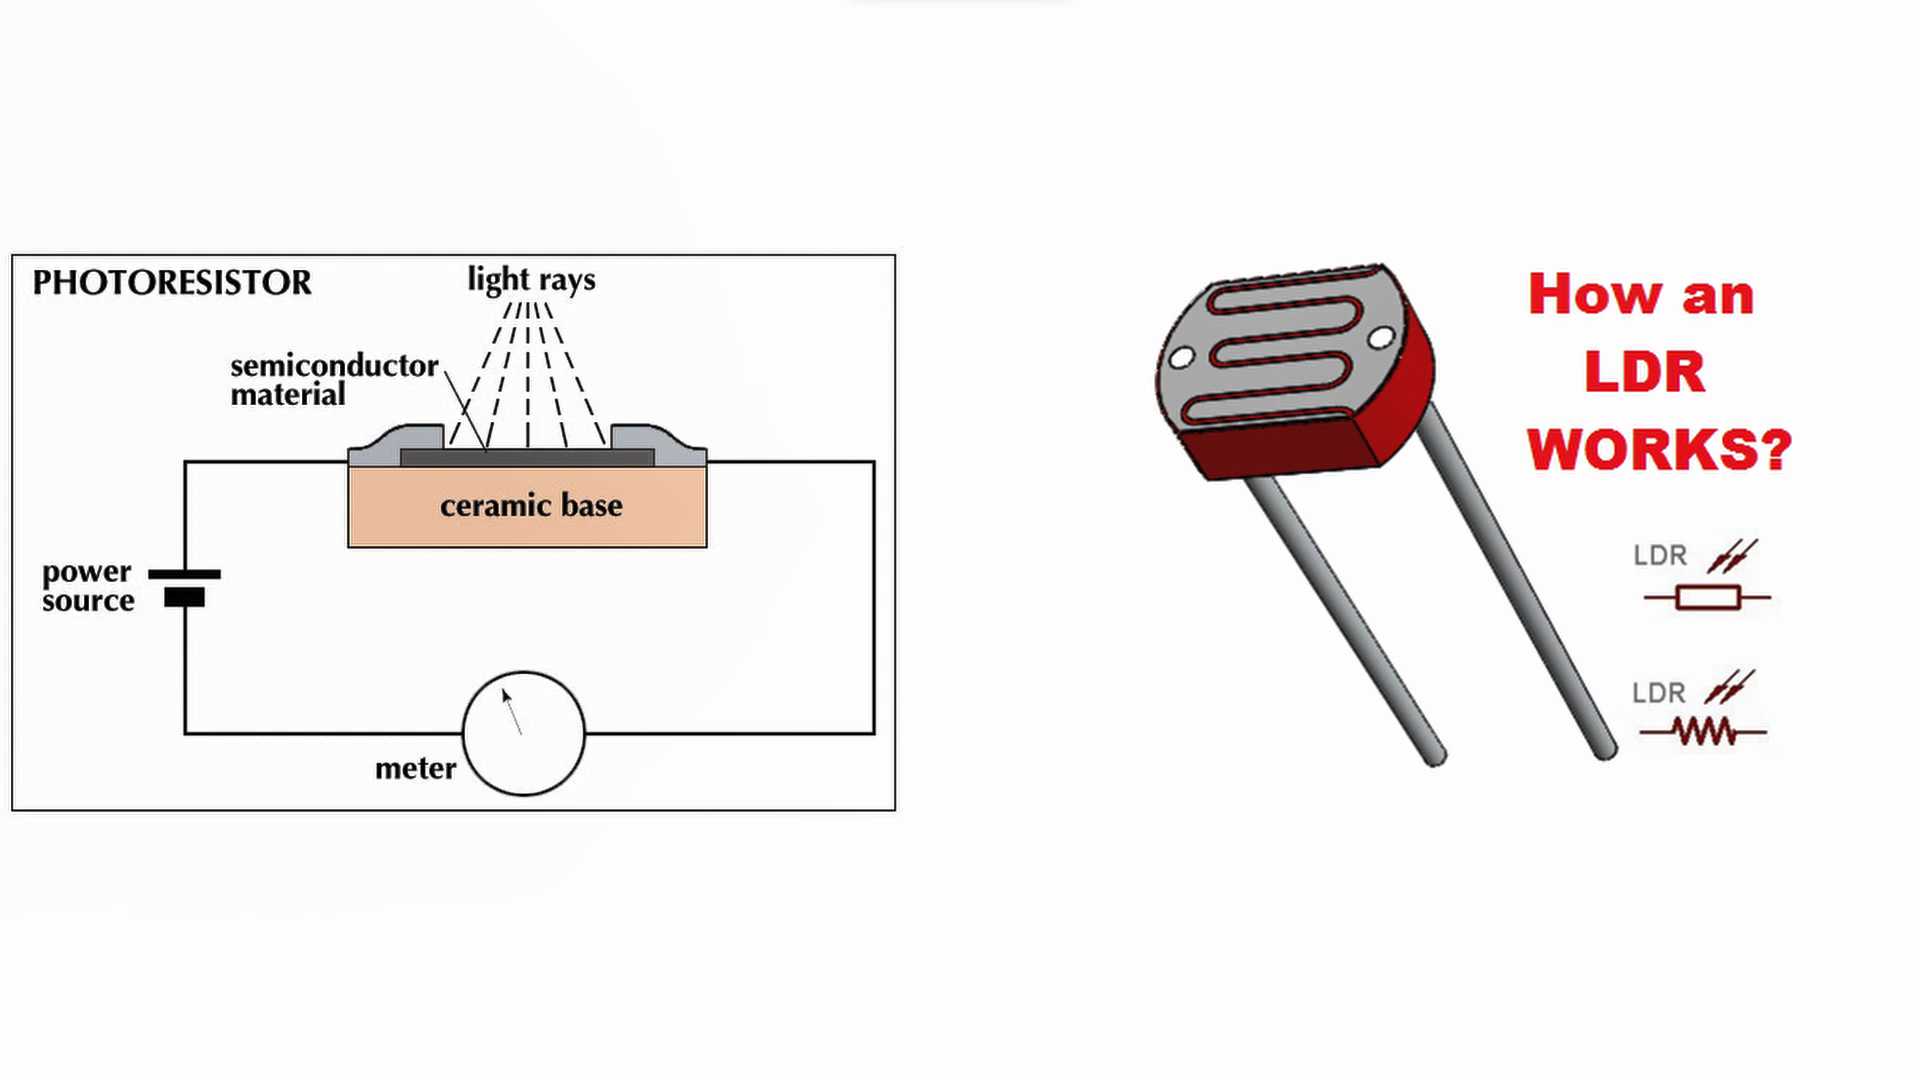 PHOTORESISTOR
light rays
semiconductor
material
ceramic base
power
source
meter
How an
LDR
WORKS?
LDR
LDR